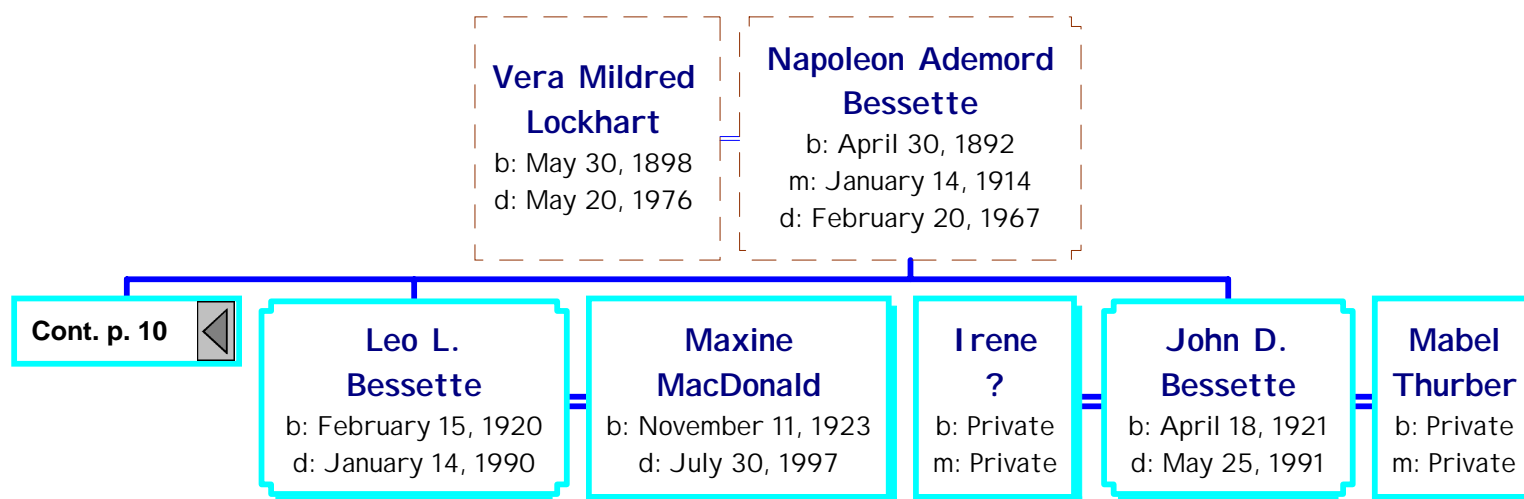 Vera Mildred
Lockhart
b: May 30, 1898
d: May 20, 1976
Napoleon Ademord
Bessette
b: April 30, 1892
m: January 14, 1914
d: February 20, 1967
Cont. p. 10
Leo L.
Bessette
b: February 15, 1920
d: January 14, 1990
Maxine
MacDonald
b: November 11, 1923
d: July 30, 1997
Irene
?
b: Private
m: Private
John D.
Bessette
b: April 18, 1921
d: May 25, 1991
Mabel
Thurber
b: Private
m: Private